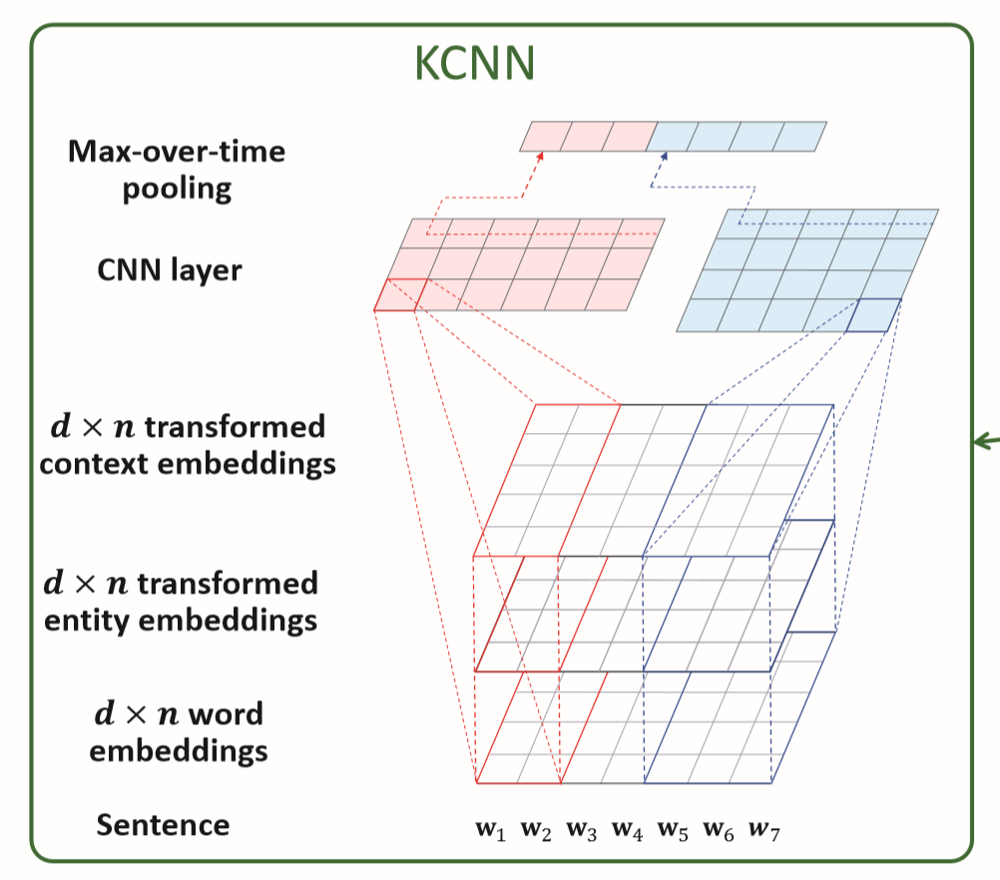 KCNN
Max-over-time
pooling
CNN layer
d × n transformed
context embeddings
d × n transformed
entity embeddings
d × n word
embeddings
Sentence w₁ w₂ w₃ w₄ w₅ w₆ w₇